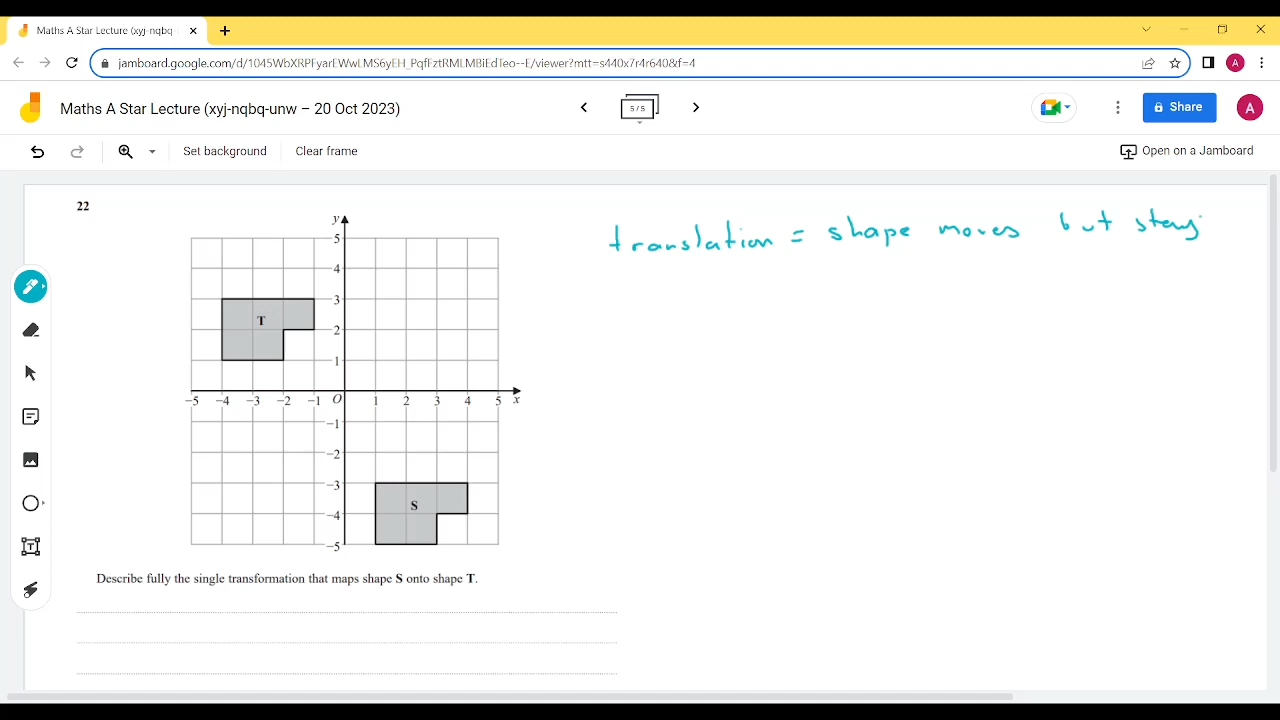 Maths A Star Lecture (xyj-nqbq
jamboard.google.com/d/1045WbXRPFyarEWwLMS6yEH_PqfFztRMLMBiEdTeo--E/viewer?mtt=s440x7r4r640&f=4
A
Maths A Star Lecture (xyj-nqbq-unw – 20 Oct 2023)
5 / 5
Share
A
Set background
Clear frame
Open on a Jamboard
22
translation = shape moves but stays
y
5
4
3
T
2
1
−5 −4 −3 −2 −1 O 1 2 3 4 5 x
−1
−2
−3
S
−4
−5
Describe fully the single transformation that maps shape S onto shape T.